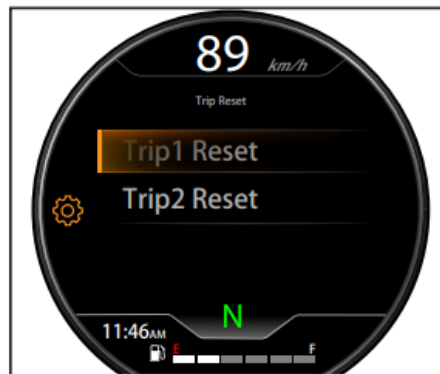 89 km/h
Trip Reset
Trip1 Reset
Trip2 Reset
N
11:46AM
E F